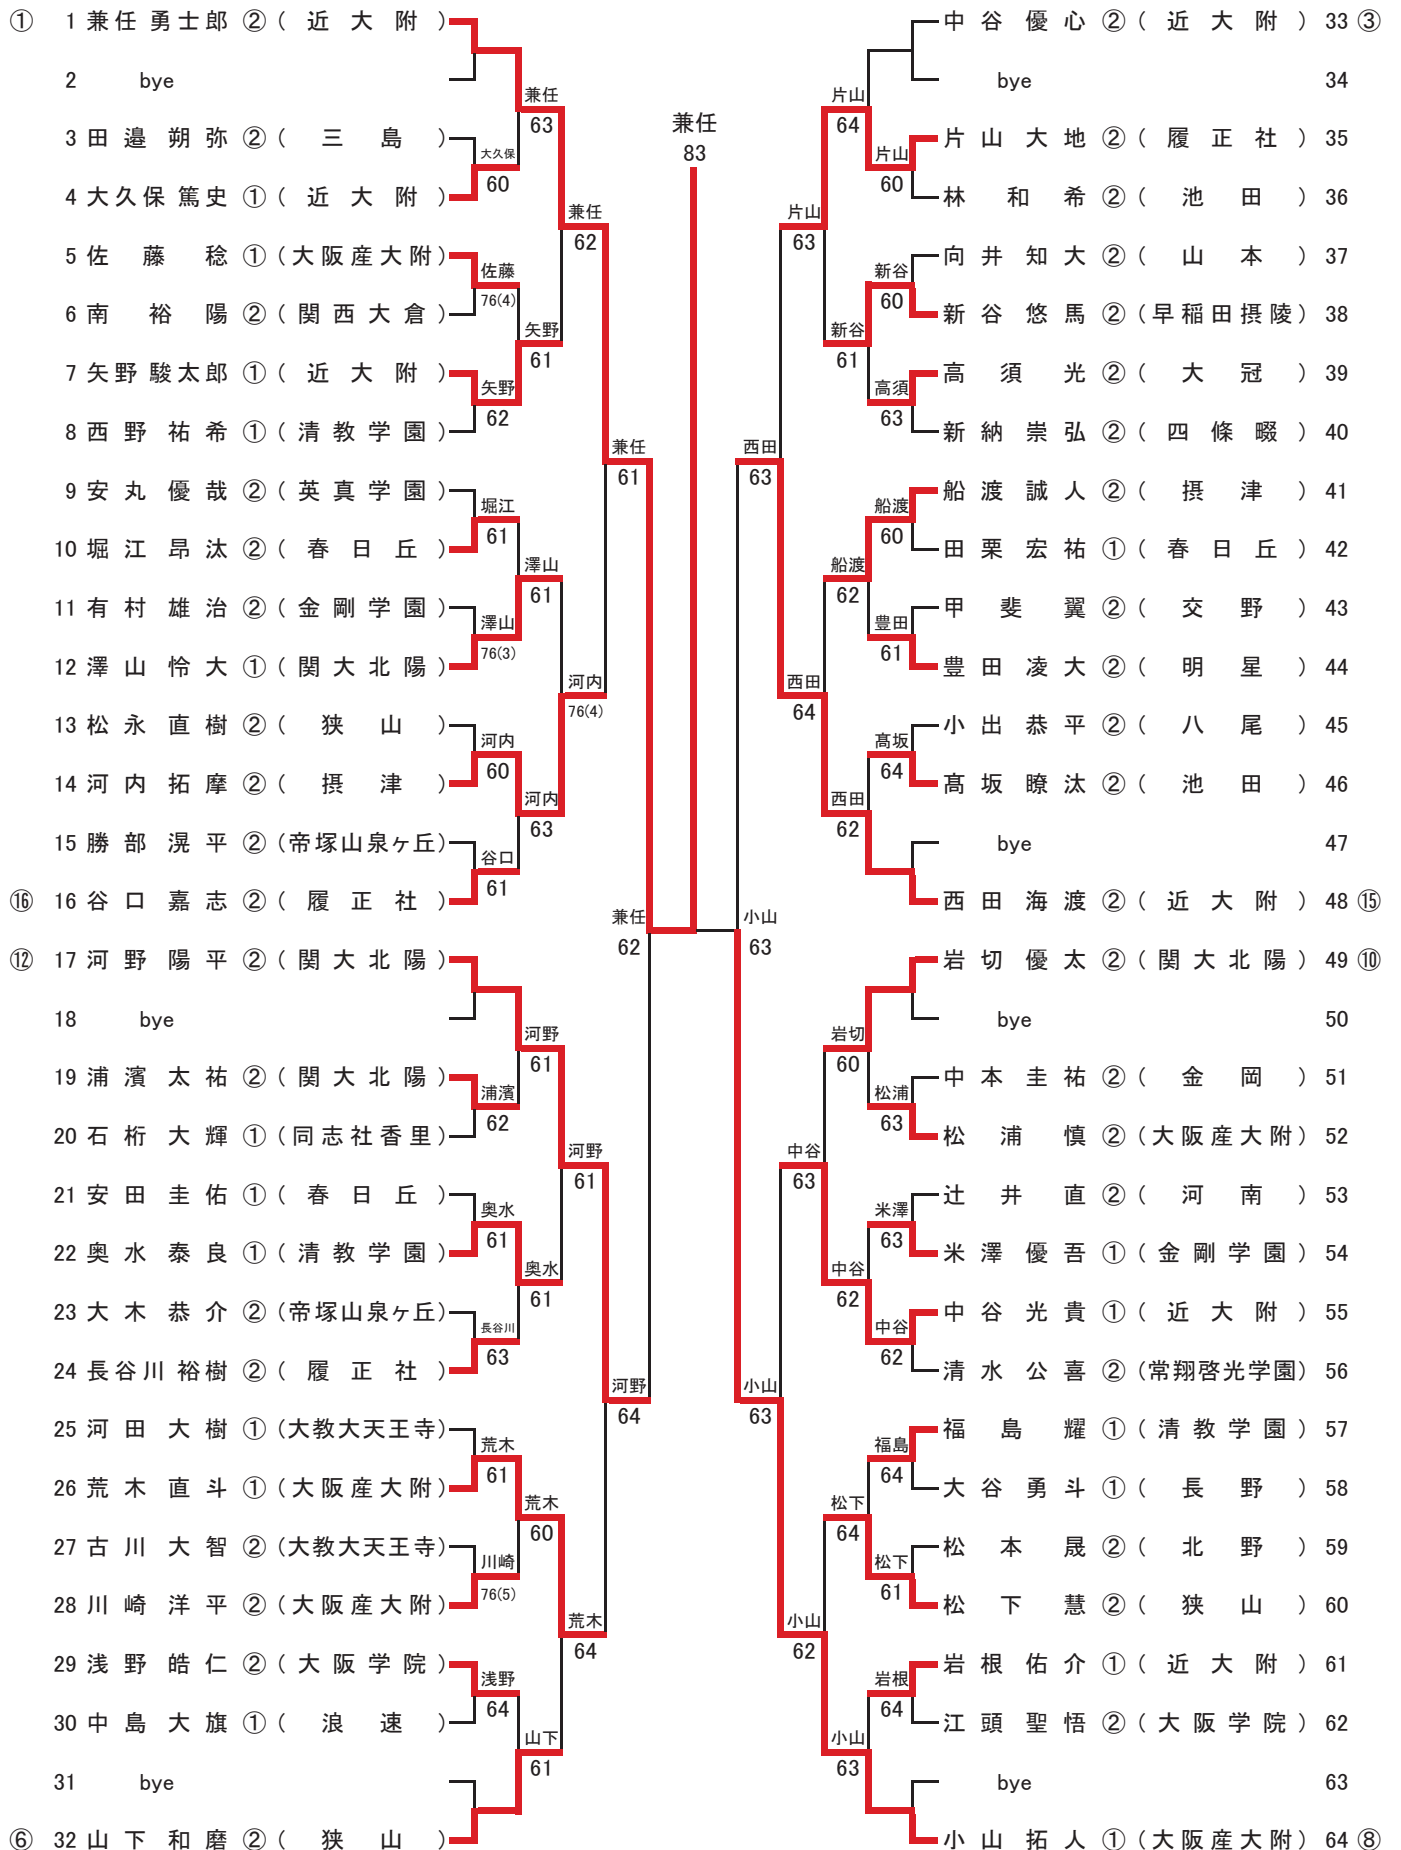 ① 1 兼任 勇士郎 ② ( 近 大 附 )
2 bye
3 田 邉 朔 弥 ② ( 三 島 )
4 大久保 篤史 ① ( 近 大 附 )
5 佐 藤 稔 ① ( 大阪産大附 )
6 南 裕 陽 ② ( 関西大倉 )
7 矢野駿太郎 ① ( 近 大 附 )
8 西 野 祐 希 ① ( 清教学園 )
9 安 丸 優 哉 ② ( 英真学園 )
10 堀 江 昂 汰 ② ( 春 日 丘 )
11 有 村 雄 治 ② ( 金剛学園 )
12 澤 山 怜 大 ① ( 関大北陽 )
13 松 永 直 樹 ② ( 狭 山 )
14 河 内 拓 摩 ② ( 摂 津 )
15 勝 部 滉 平 ② (帝塚山泉ヶ丘)
⑯ 16 谷 口 嘉 志 ② ( 履 正 社 )
⑫ 17 河 野 陽 平 ② ( 関大北陽 )
18 bye
19 浦 濱 太 祐 ② ( 関大北陽 )
20 石 桁 大 輝 ① (同志社香里)
21 安 田 圭 佑 ① ( 春 日 丘 )
22 奥 水 泰 良 ① ( 清教学園 )
23 大 木 恭 介 ② (帝塚山泉ヶ丘)
24 長谷川 裕樹 ② ( 履 正 社 )
25 河 田 大 樹 ① (大教大天王寺)
26 荒 木 直 斗 ① ( 大阪産大附 )
27 古 川 大 智 ② (大教大天王寺)
28 川 崎 洋 平 ② ( 大阪産大附 )
29 浅 野 皓 仁 ② ( 大阪学院 )
30 中 島 大 旗 ① ( 浪 速 )
31 bye
⑥ 32 山 下 和 磨 ② ( 狭 山 )
大久保
60
佐藤
76(4)
矢野
62
堀江
61
澤山
76(3)
河内
60
谷口
61
浦濱
62
奥水
61
長谷川
63
荒木
61
川崎
76(5)
浅野
64
兼任
63
矢野
61
澤山
61
河内
63
河野
61
奥水
61
荒木
60
山下
61
兼任
62
河内
76(4)
河野
61
荒木
64
兼任
61
河野
64
兼任
62
兼任
83
小山
63
西田
63
小山
63
片山
63
西田
64
中谷
63
小山
62
片山
64
新谷
61
船渡
62
西田
62
岩切
60
中谷
62
松下
64
小山
63
片山
60
新谷
60
高須
63
船渡
60
豊田
61
髙坂
64
松浦
63
米澤
63
中谷
62
福島
64
松下
61
岩根
64
中 谷 優 心 ② ( 近 大 附 ) 33 ③
bye 34
片 山 大 地 ② ( 履 正 社 ) 35
林 和 希 ② ( 池 田 ) 36
向 井 知 大 ② ( 山 本 ) 37
新 谷 悠 馬 ② (早稲田摂陵) 38
高 須 光 ② ( 大 冠 ) 39
新 納 崇 弘 ② ( 四 條 畷 ) 40
船 渡 誠 人 ② ( 摂 津 ) 41
田 栗 宏 祐 ① ( 春 日 丘 ) 42
甲 斐 翼 ② ( 交 野 ) 43
豊 田 凌 大 ② ( 明 星 ) 44
小 出 恭 平 ② ( 八 尾 ) 45
髙 坂 瞭 汰 ② ( 池 田 ) 46
bye 47
西 田 海 渡 ② ( 近 大 附 ) 48 ⑮
岩 切 優 太 ② ( 関大北陽 ) 49 ⑩
bye 50
中 本 圭 祐 ② ( 金 岡 ) 51
松 浦 慎 ② (大阪産大附) 52
辻 井 直 ② ( 河 南 ) 53
米 澤 優 吾 ① ( 金剛学園 ) 54
中 谷 光 貴 ① ( 近 大 附 ) 55
清 水 公 喜 ② (常翔啓光学園) 56
福 島 耀 ① ( 清教学園 ) 57
大 谷 勇 斗 ① ( 長 野 ) 58
松 本 晟 ② ( 北 野 ) 59
松 下 慧 ② ( 狭 山 ) 60
岩 根 佑 介 ① ( 近 大 附 ) 61
江 頭 聖 悟 ② ( 大阪学院 ) 62
bye 63
小 山 拓 人 ① (大阪産大附) 64 ⑧